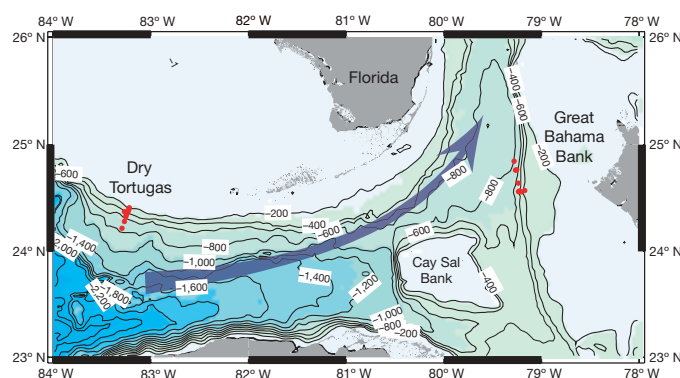 84° W 83° W 82° W 81° W 80° W 79° W 78° W
26° N 26° N
Florida
–400
–600
Great
Bahama
Bank
–200
25° N 25° N
Dry
Tortugas
–600
–800
–800
–200
–400
–600
–600
–1,400
–800
24° N 24° N
2,000
–1,000
Cay Sal
Bank
–400
–1,400
–1,200
–1,600
–1,800
–2,200
–1,000
–800
–200
23° N 23° N
84° W 83° W 82° W 81° W 80° W 79° W 78° W